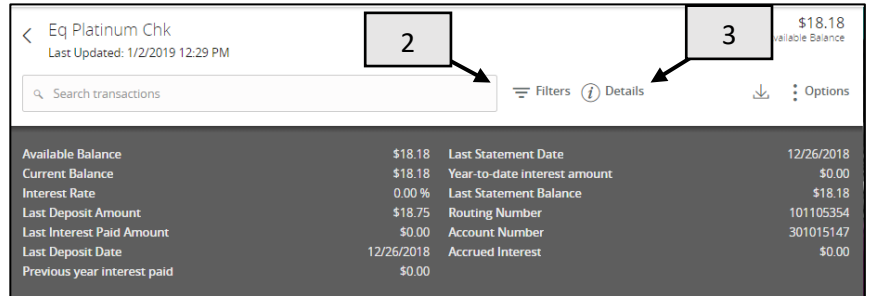 Eq Platinum Chk
$18.18
Last Updated: 1/2/2019 12:29 PM
2
3
vailable Balance
Search transactions
Filters
i Details
Options
Available Balance $18.18 Last Statement Date 12/26/2018
Current Balance $18.18 Year-to-date interest amount $0.00
Interest Rate 0.00 % Last Statement Balance $18.18
Last Deposit Amount $18.75 Routing Number 101105354
Last Interest Paid Amount $0.00 Account Number 301015147
Last Deposit Date 12/26/2018 Accrued Interest $0.00
Previous year interest paid $0.00